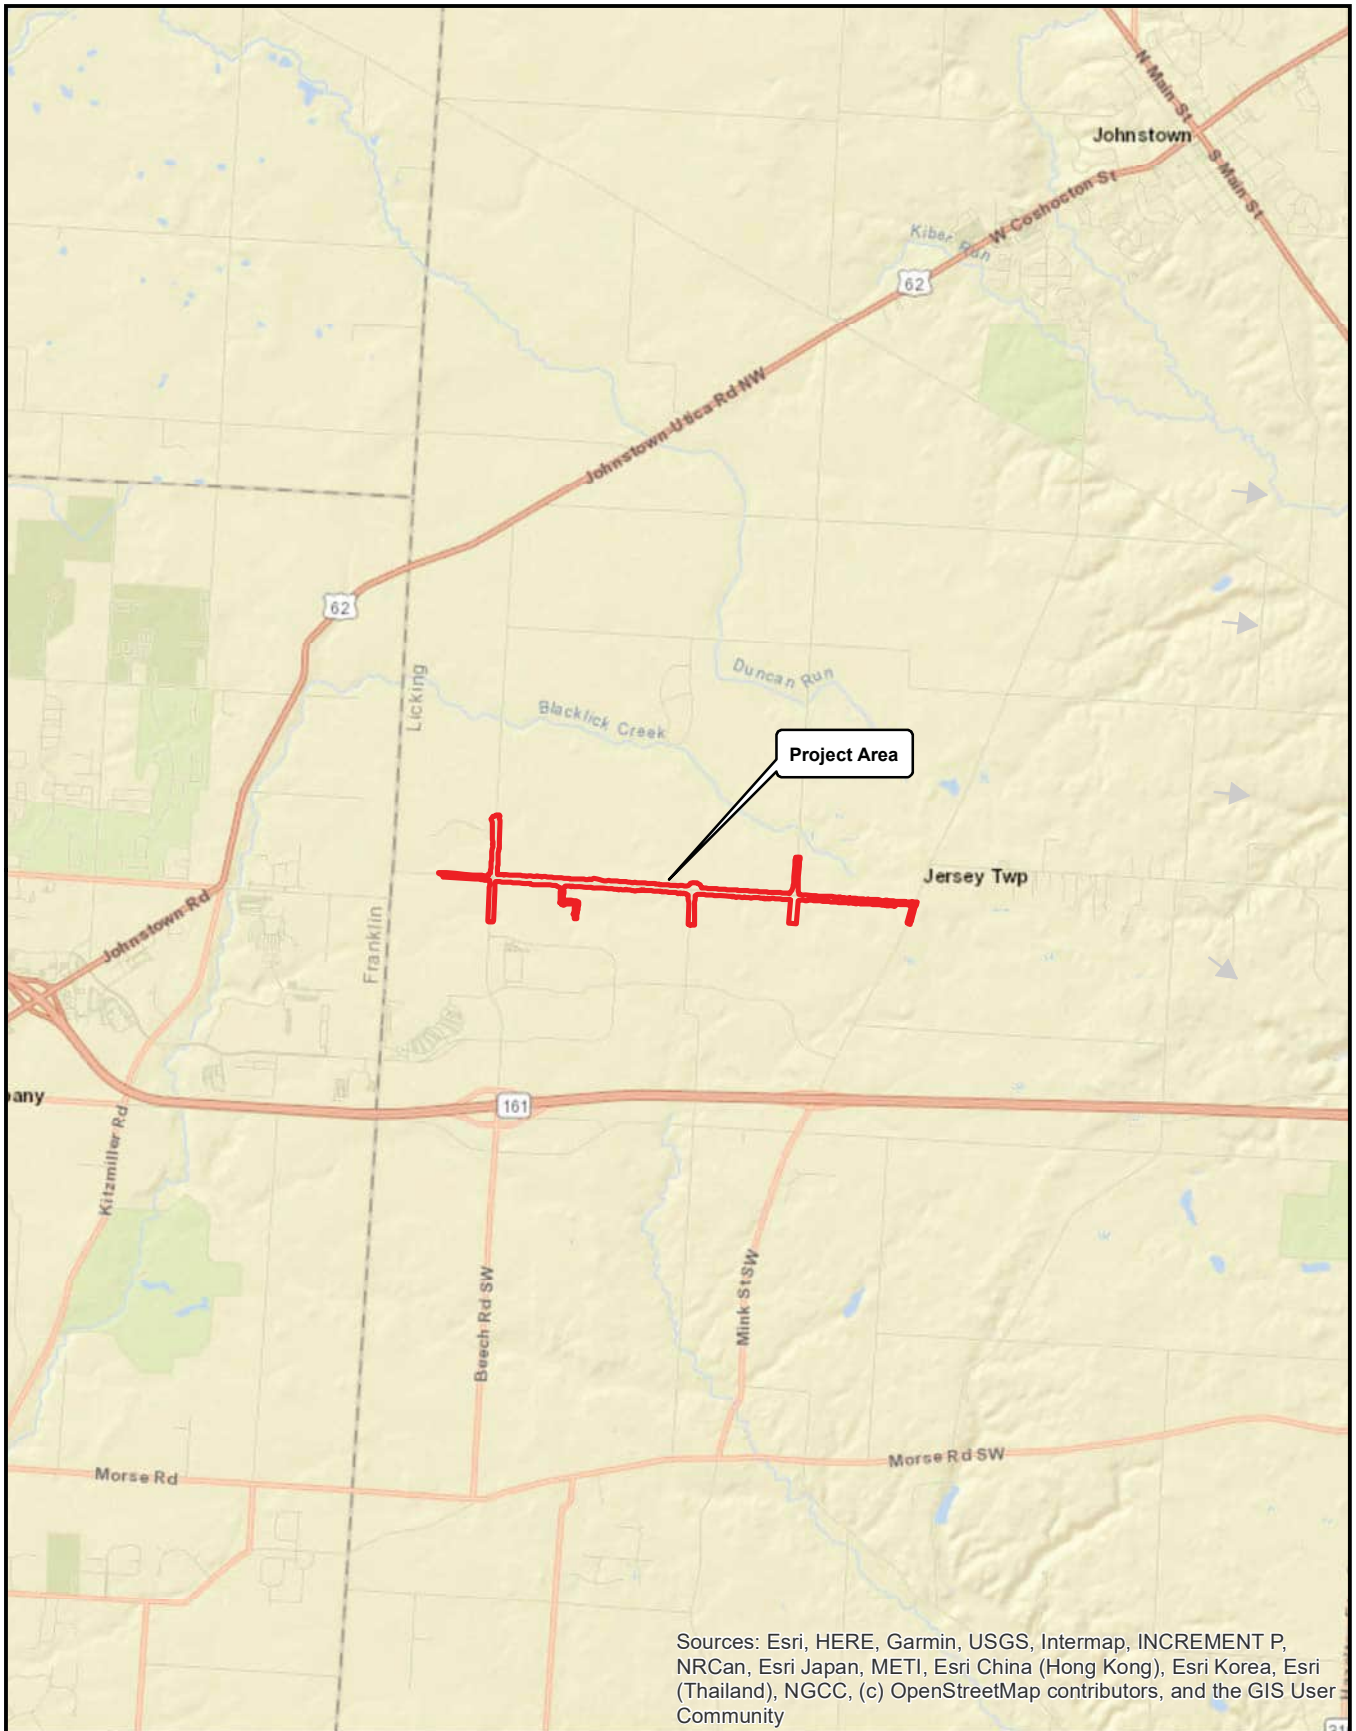 N Main St
Johnstown
S Main St
W Coshocton St
Kiber Run
62
Johnstown Utica Rd NW
62
Licking
Duncan Run
Blacklick Creek
Project Area
Jersey Twp
Johnstown Rd
Franklin
161
bany
Kitzmiller Rd
Beech Rd SW
Mink St SW
Morse Rd SW
Morse Rd
Sources: Esri, HERE, Garmin, USGS, Intermap, INCREMENT P,
NRCan, Esri Japan, METI, Esri China (Hong Kong), Esri Korea, Esri
(Thailand), NGCC, (c) OpenStreetMap contributors, and the GIS User
Community